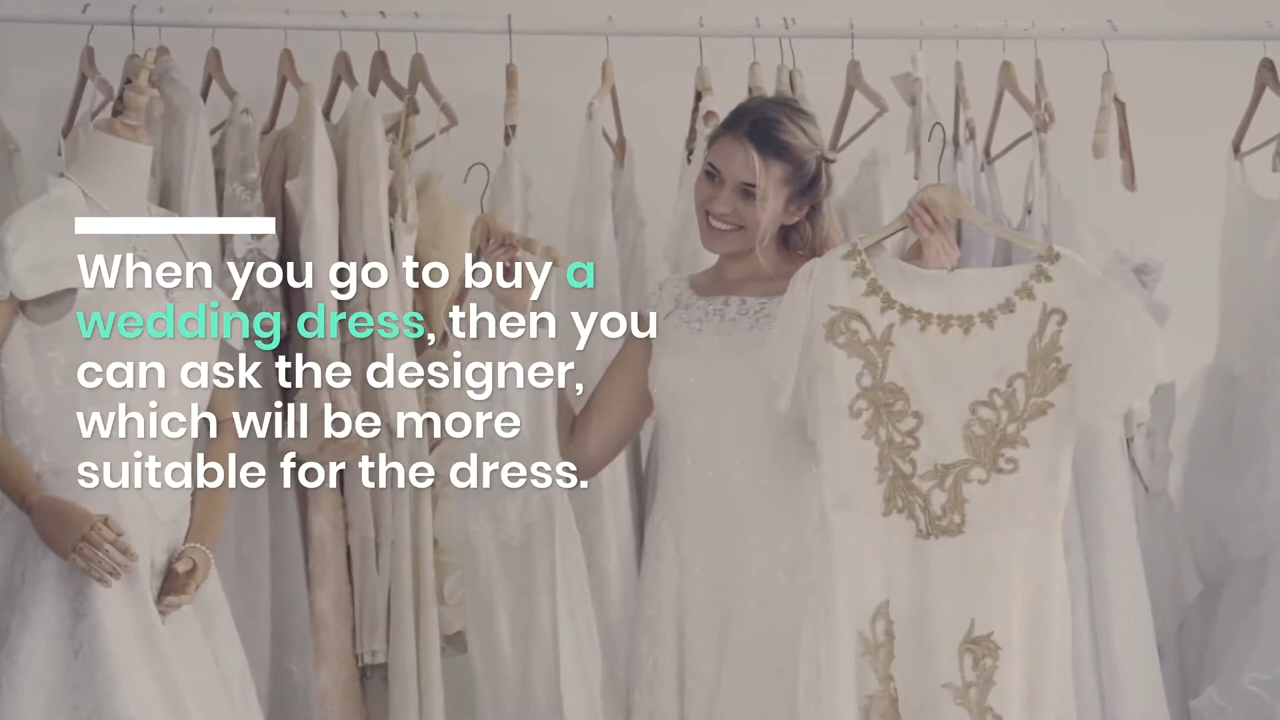 When you go to buy a
wedding dress, then you
can ask the designer,
which will be more
suitable for the dress.